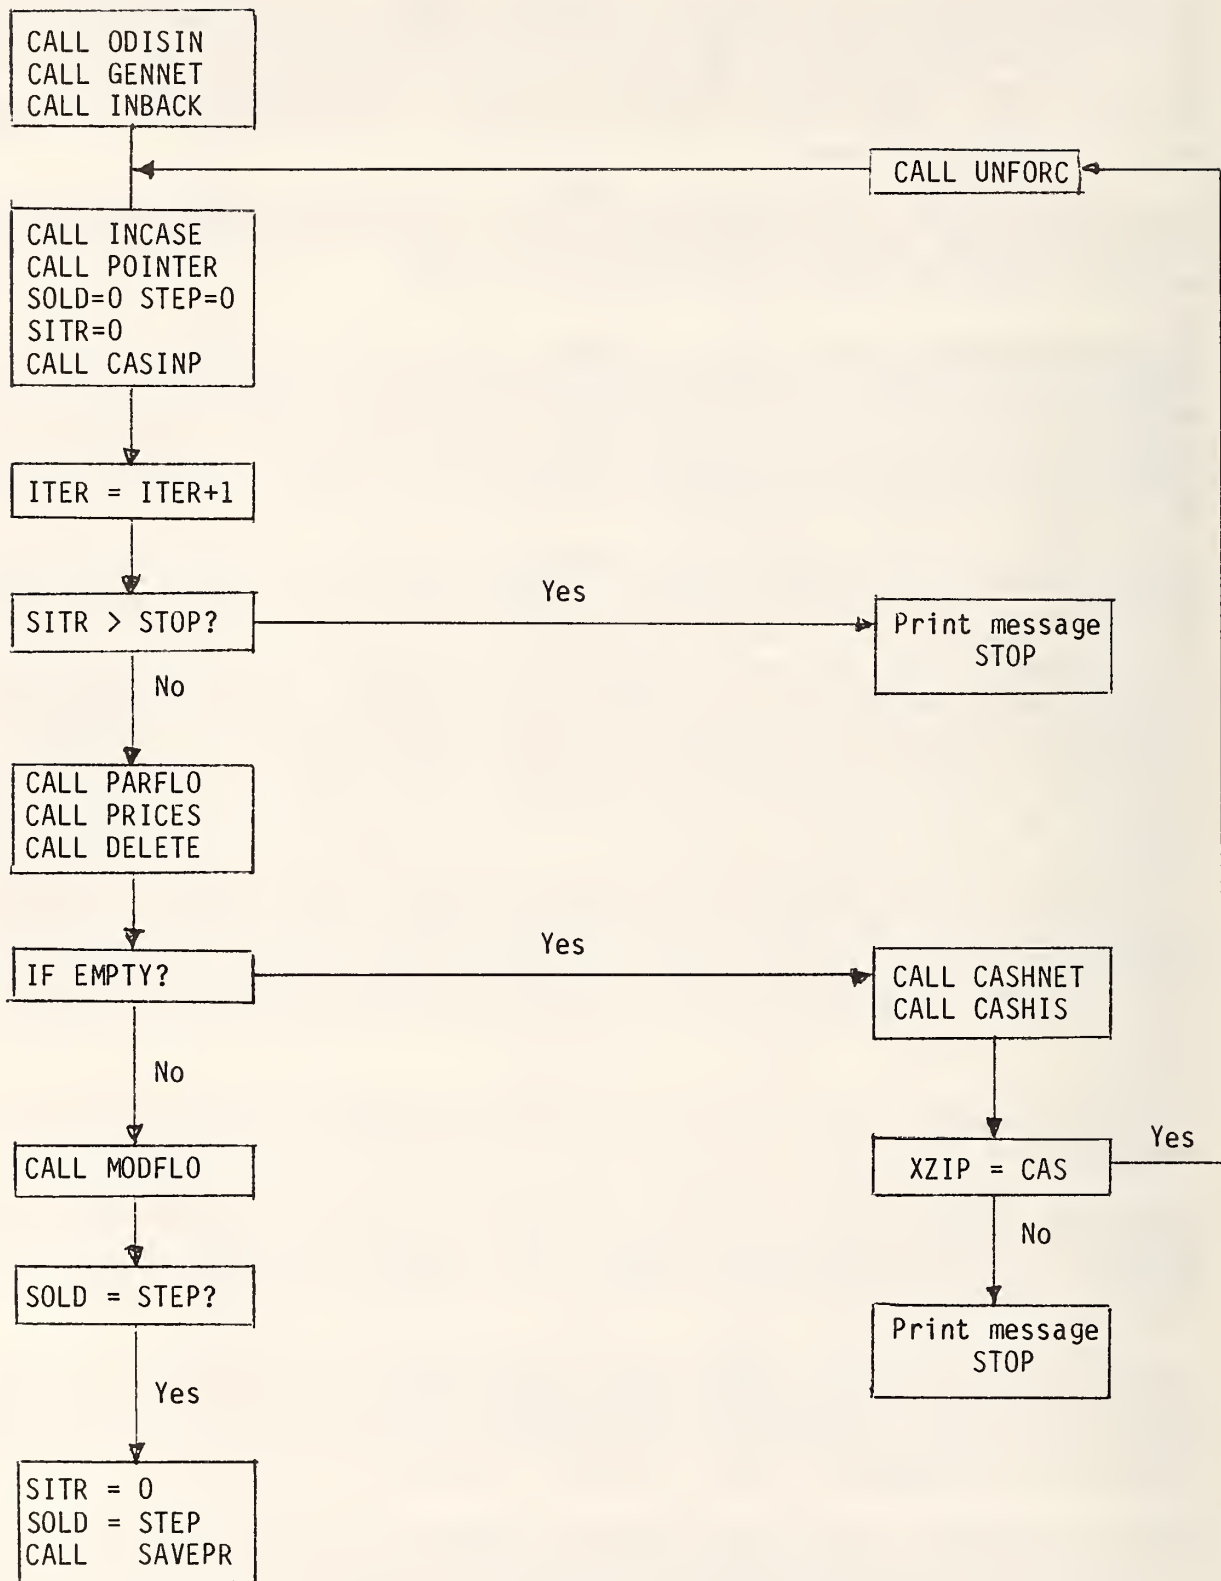 CALL ODISIN
CALL GENNET
CALL INBACK
CALL UNFORC
CALL INCASE
CALL POINTER
SOLD=0 STEP=0
SITR=0
CALL CASINP
ITER = ITER+1
SITR > STOP?
Yes
Print message
STOP
No
CALL PARFLO
CALL PRICES
CALL DELETE
IF EMPTY?
Yes
CALL CASHNET
CALL CASHIS
No
CALL MODFLO
XZIP = CAS
Yes
No
SOLD = STEP?
Print message
STOP
Yes
SITR = 0
SOLD = STEP
CALL SAVEPR